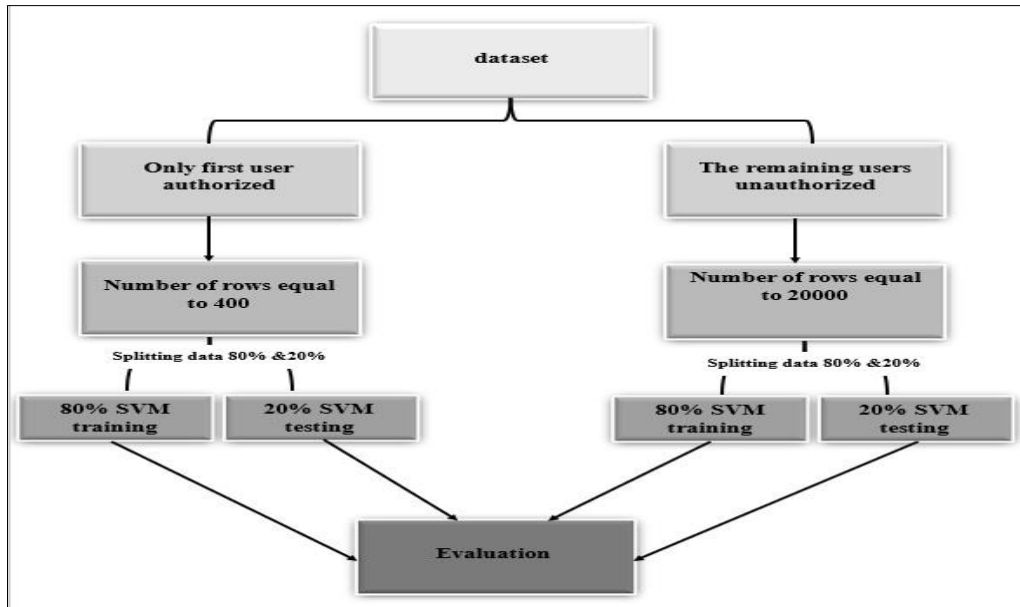 dataset
Only first user
authorized
The remaining users
unauthorized
Number of rows equal
to 400
Number of rows equal
to 20000
Splitting data 80% &20%
Splitting data 80% &20%
80% SVM
training
20% SVM
testing
80% SVM
training
20% SVM
testing
Evaluation